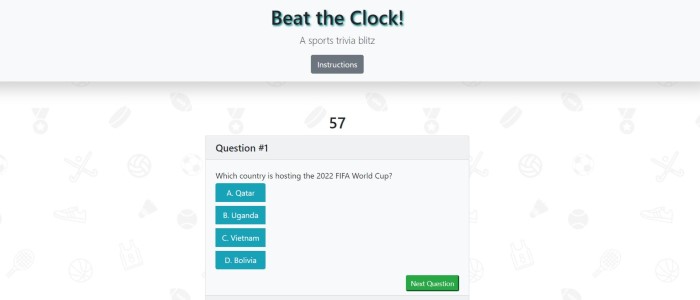 Beat the Clock!
A sports trivia blitz
Instructions
57
Question #1
Which country is hosting the 2022 FIFA World Cup?
A. Qatar
B. Uganda
C. Vietnam
D. Bolivia
Next Question